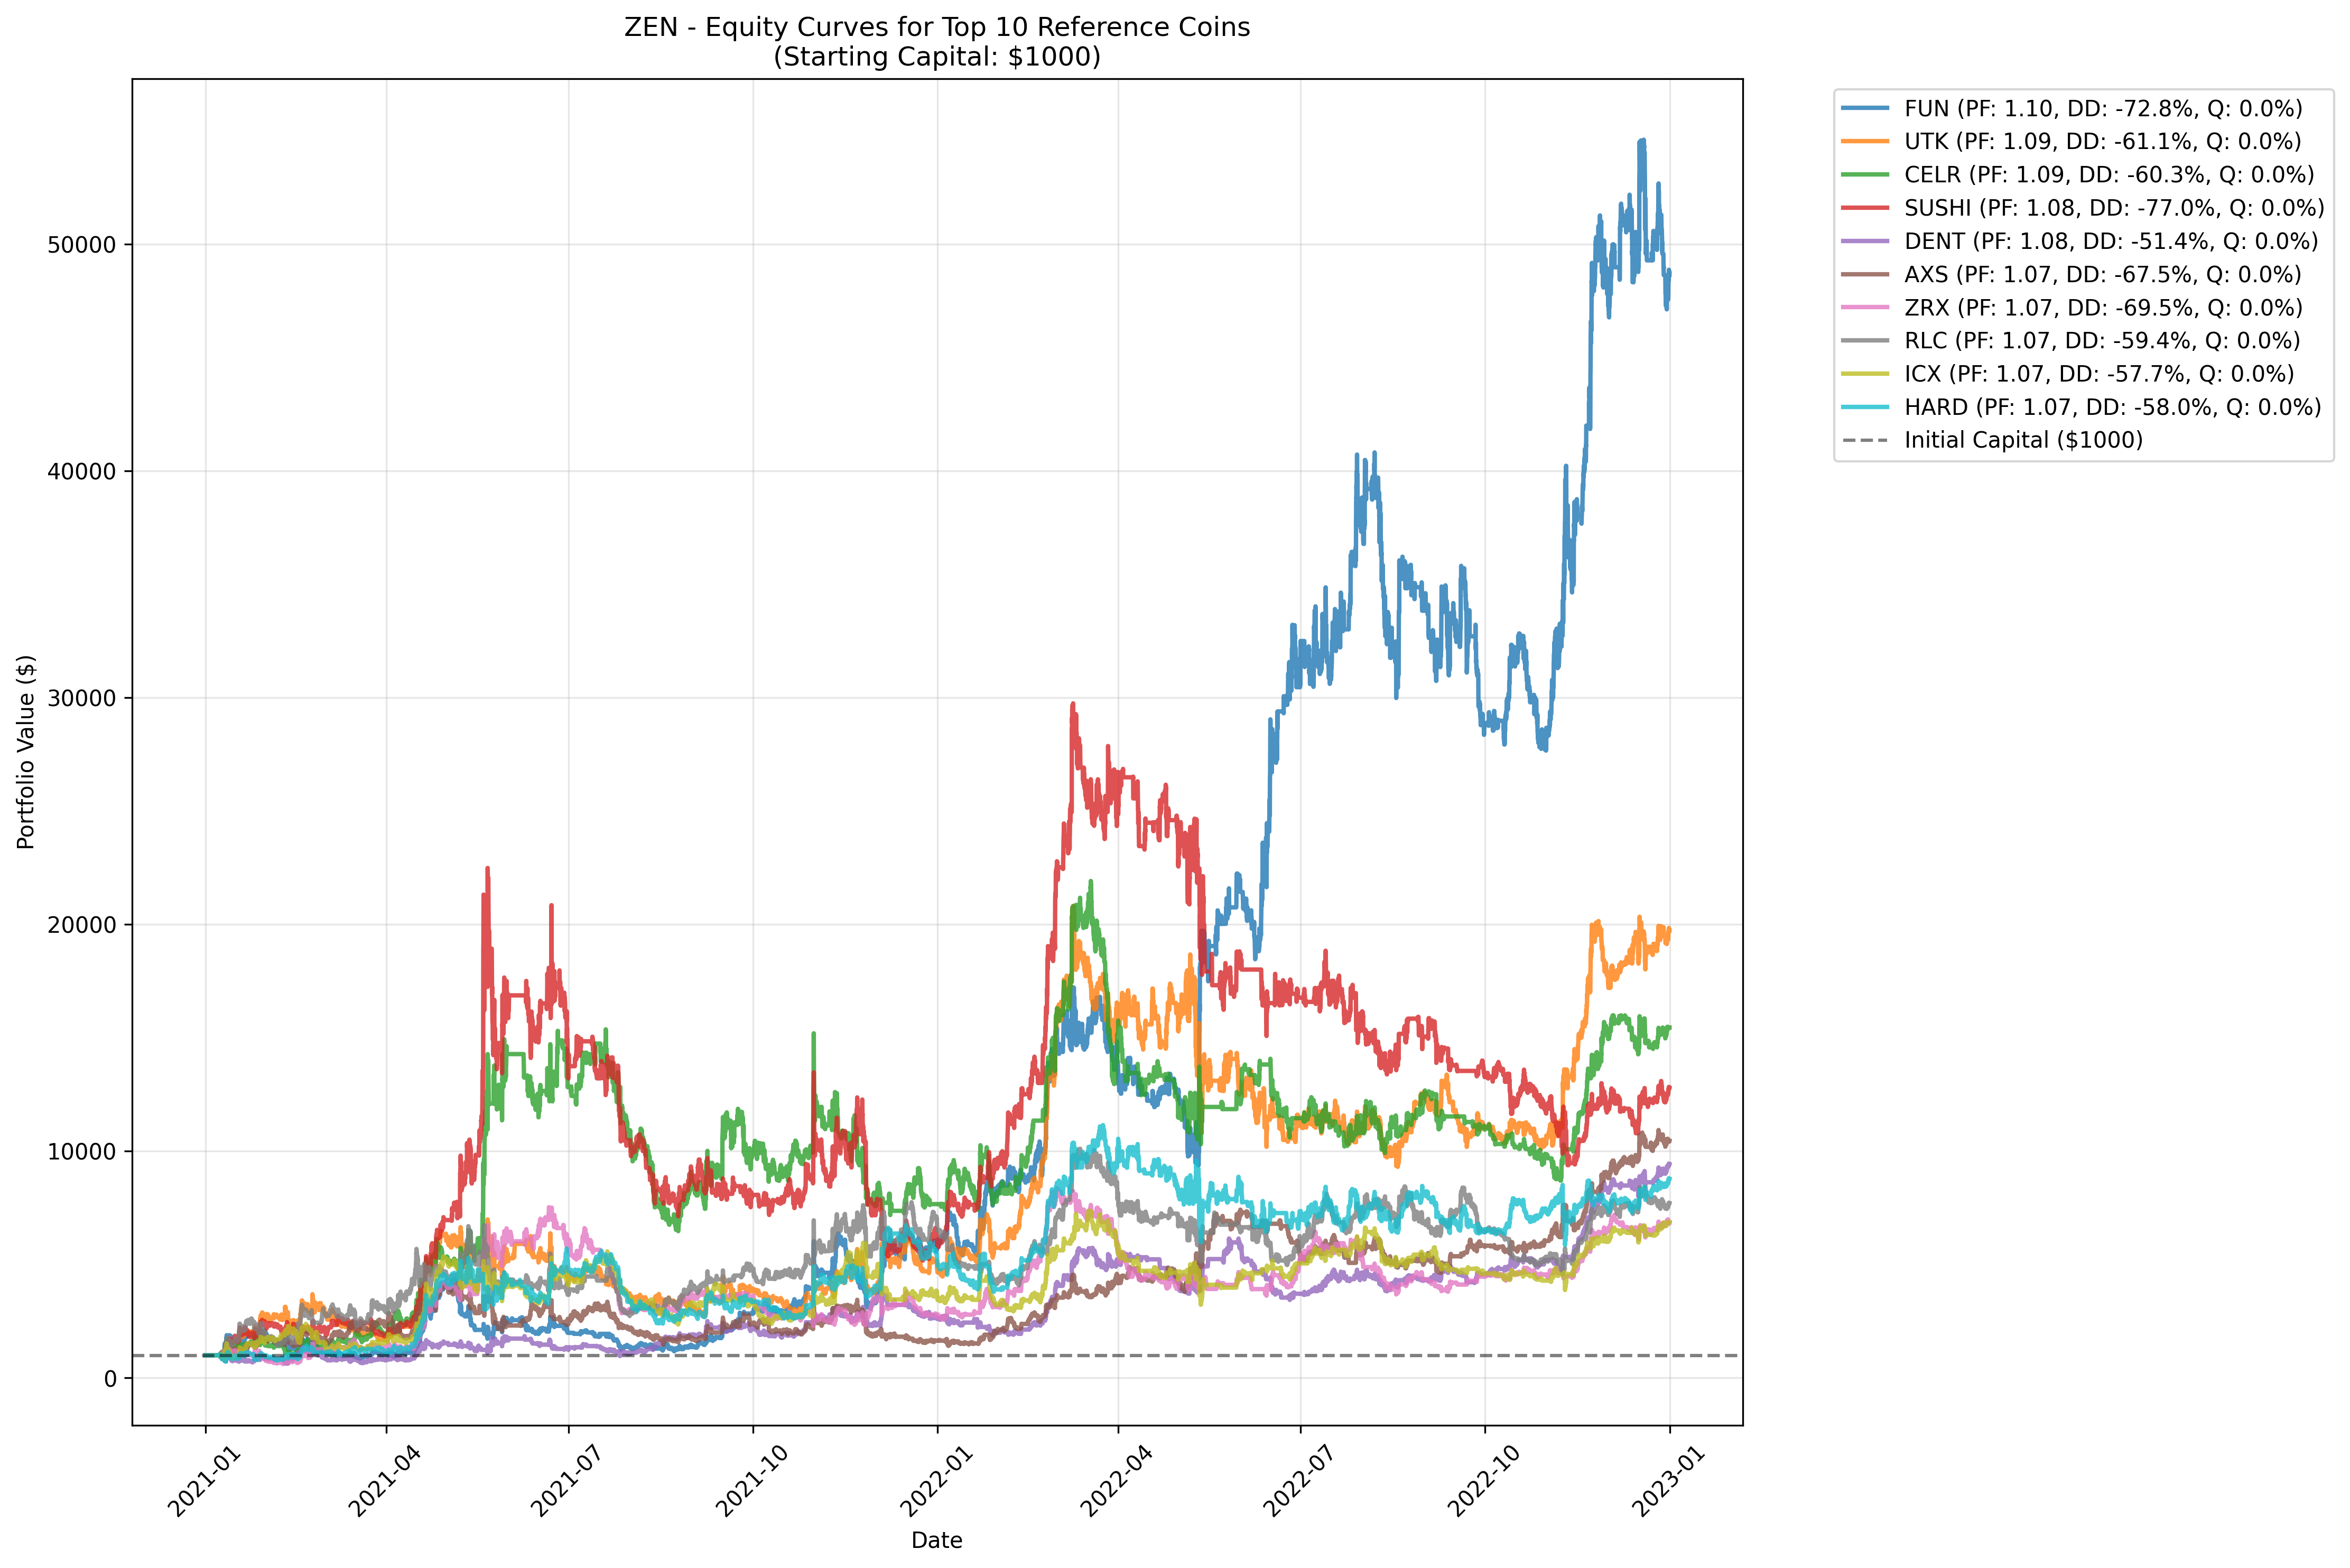 ZEN - Equity Curves for Top 10 Reference Coins
(Starting Capital: $1000)
FUN (PF: 1.10, DD: -72.8%, Q: 0.0%)
UTK (PF: 1.09, DD: -61.1%, Q: 0.0%)
CELR (PF: 1.09, DD: -60.3%, Q: 0.0%)
SUSHI (PF: 1.08, DD: -77.0%, Q: 0.0%)
DENT (PF: 1.08, DD: -51.4%, Q: 0.0%)
AXS (PF: 1.07, DD: -67.5%, Q: 0.0%)
ZRX (PF: 1.07, DD: -69.5%, Q: 0.0%)
RLC (PF: 1.07, DD: -59.4%, Q: 0.0%)
ICX (PF: 1.07, DD: -57.7%, Q: 0.0%)
HARD (PF: 1.07, DD: -58.0%, Q: 0.0%)
Initial Capital ($1000)
Portfolio Value ($)
50000
40000
30000
20000
10000
0
2021-01
2021-04
2021-07
2021-10
2022-01
2022-04
2022-07
2022-10
2023-01
Date